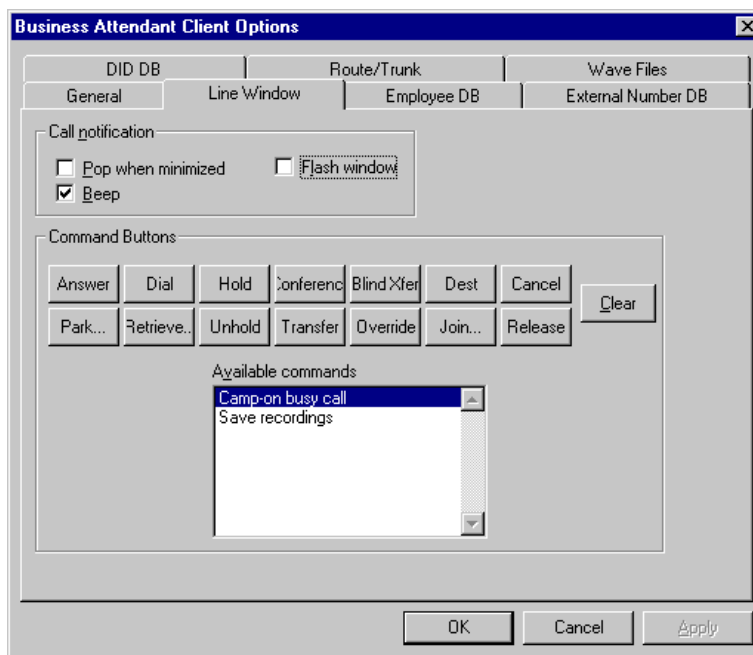 Business Attendant Client Options
DID DB Route/Trunk Wave Files
General Line Window Employee DB External Number DB
Call notification
Pop when minimized Flash window
Beep
Command Buttons
Answer Dial Hold Conferenc Blind Xfer Dest Cancel
Clear
Park... Retrieve.. Unhold Transfer Override Join... Release
Available commands
Camp-on busy call
Save recordings
OK Cancel Apply